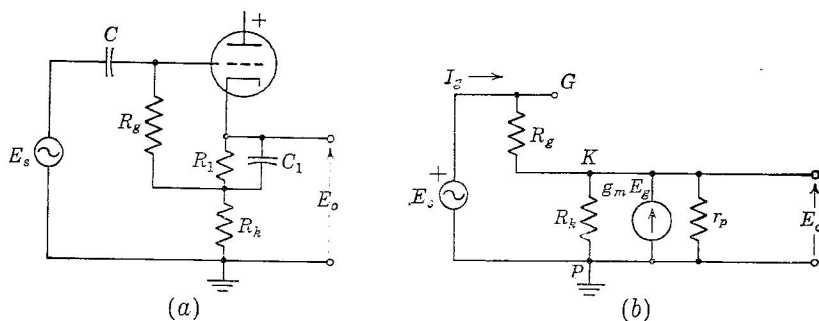 C
+
E_s
R_g
R_1
C_1
E_o
R_k
(a)
I_g
G
R_g
K
+
E_s
g_m E_g
R_k
r_p
E_o
P
(b)